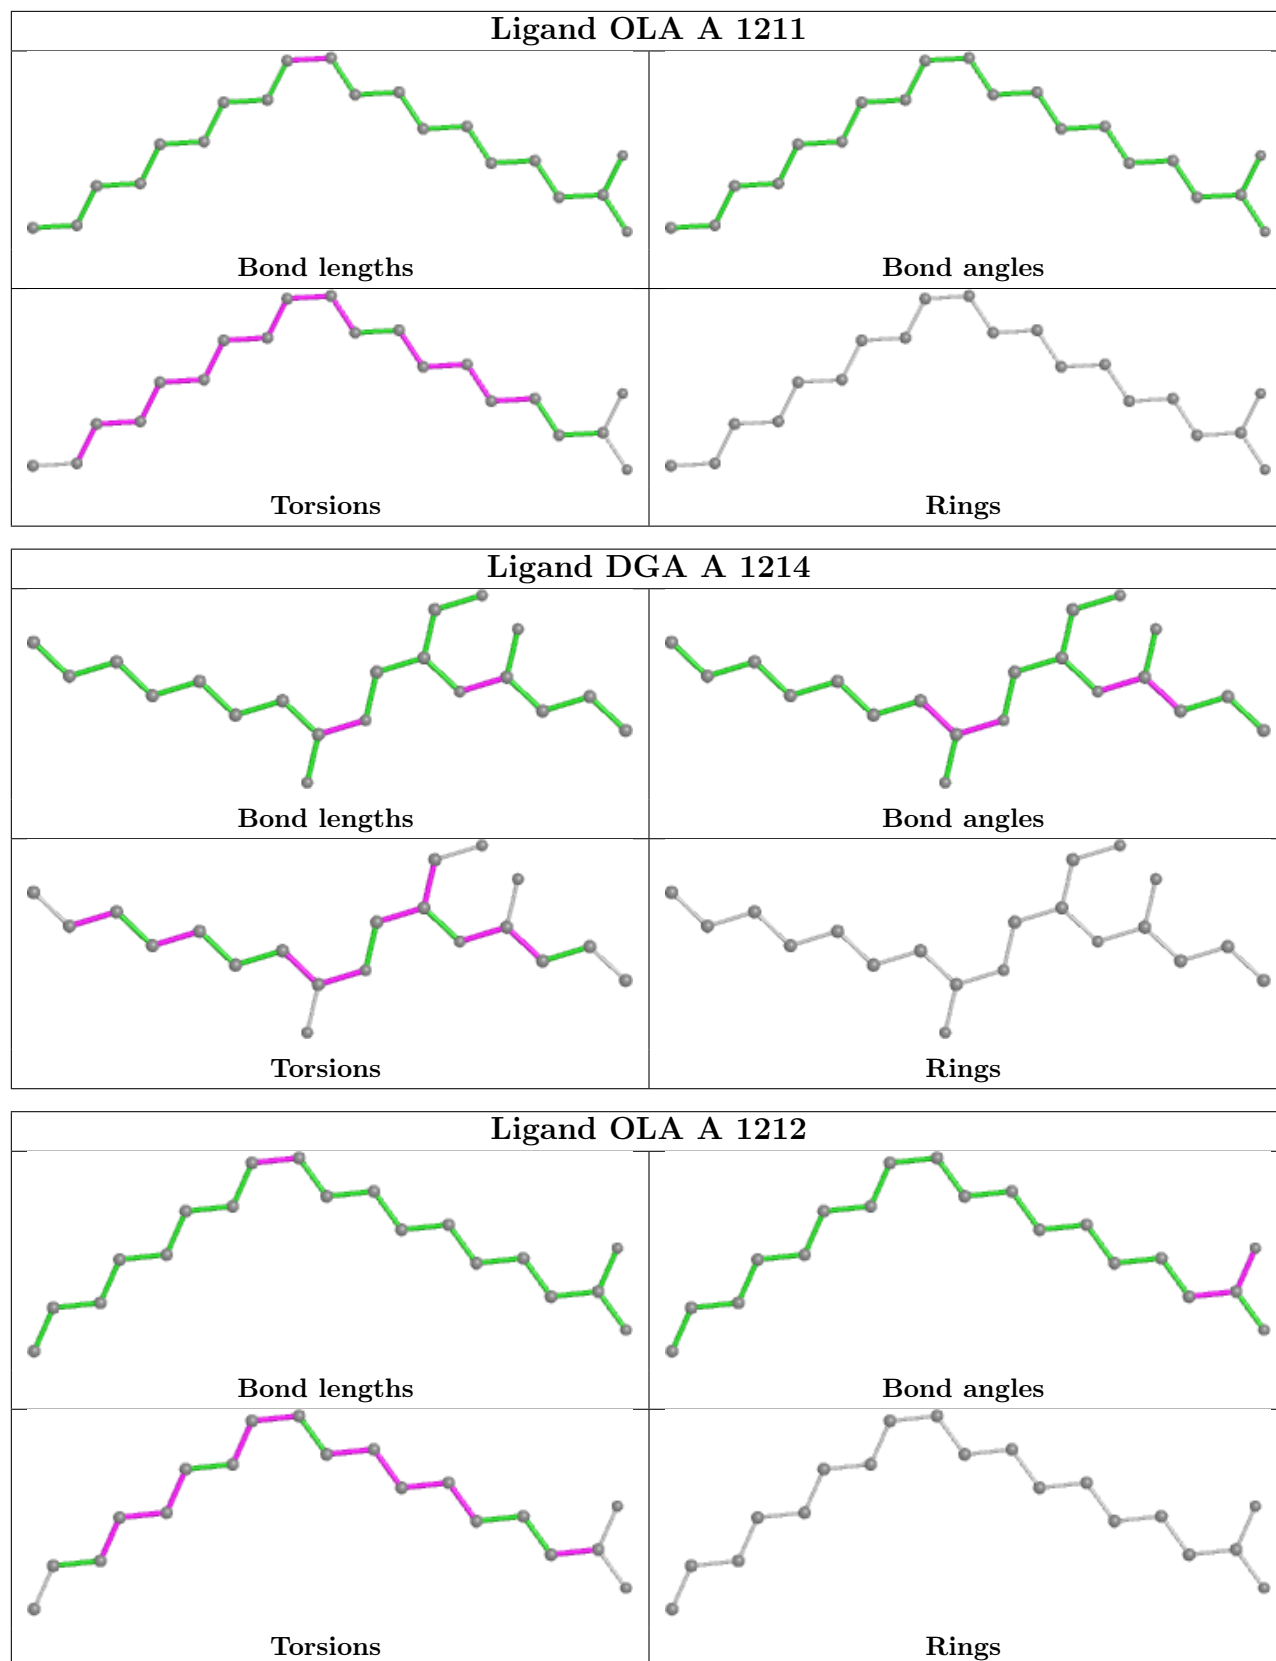 Ligand OLA A 1211
Bond lengths
Bond angles
Torsions
Rings
Ligand DGA A 1214
Bond lengths
Bond angles
Torsions
Rings
Ligand OLA A 1212
Bond lengths
Bond angles
Torsions
Rings